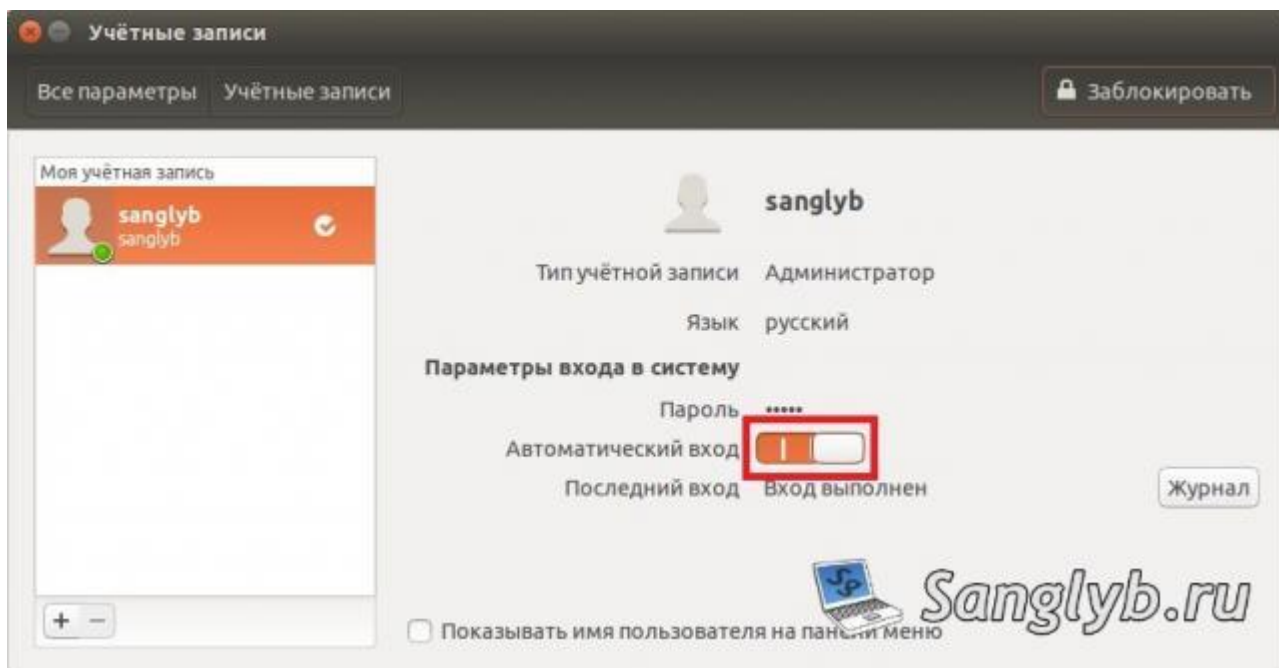 Учётные записи
Все параметры Учётные записи Заблокировать
Моя учётная запись
sanglyb
sanglyb
sanglyb
Тип учётной записи Администратор
Язык русский
Параметры входа в систему
Пароль •••••
Автоматический вход
Последний вход Вход выполнен Журнал
SP Sanglyb.ru
+ −
Показывать имя пользователя на панели меню